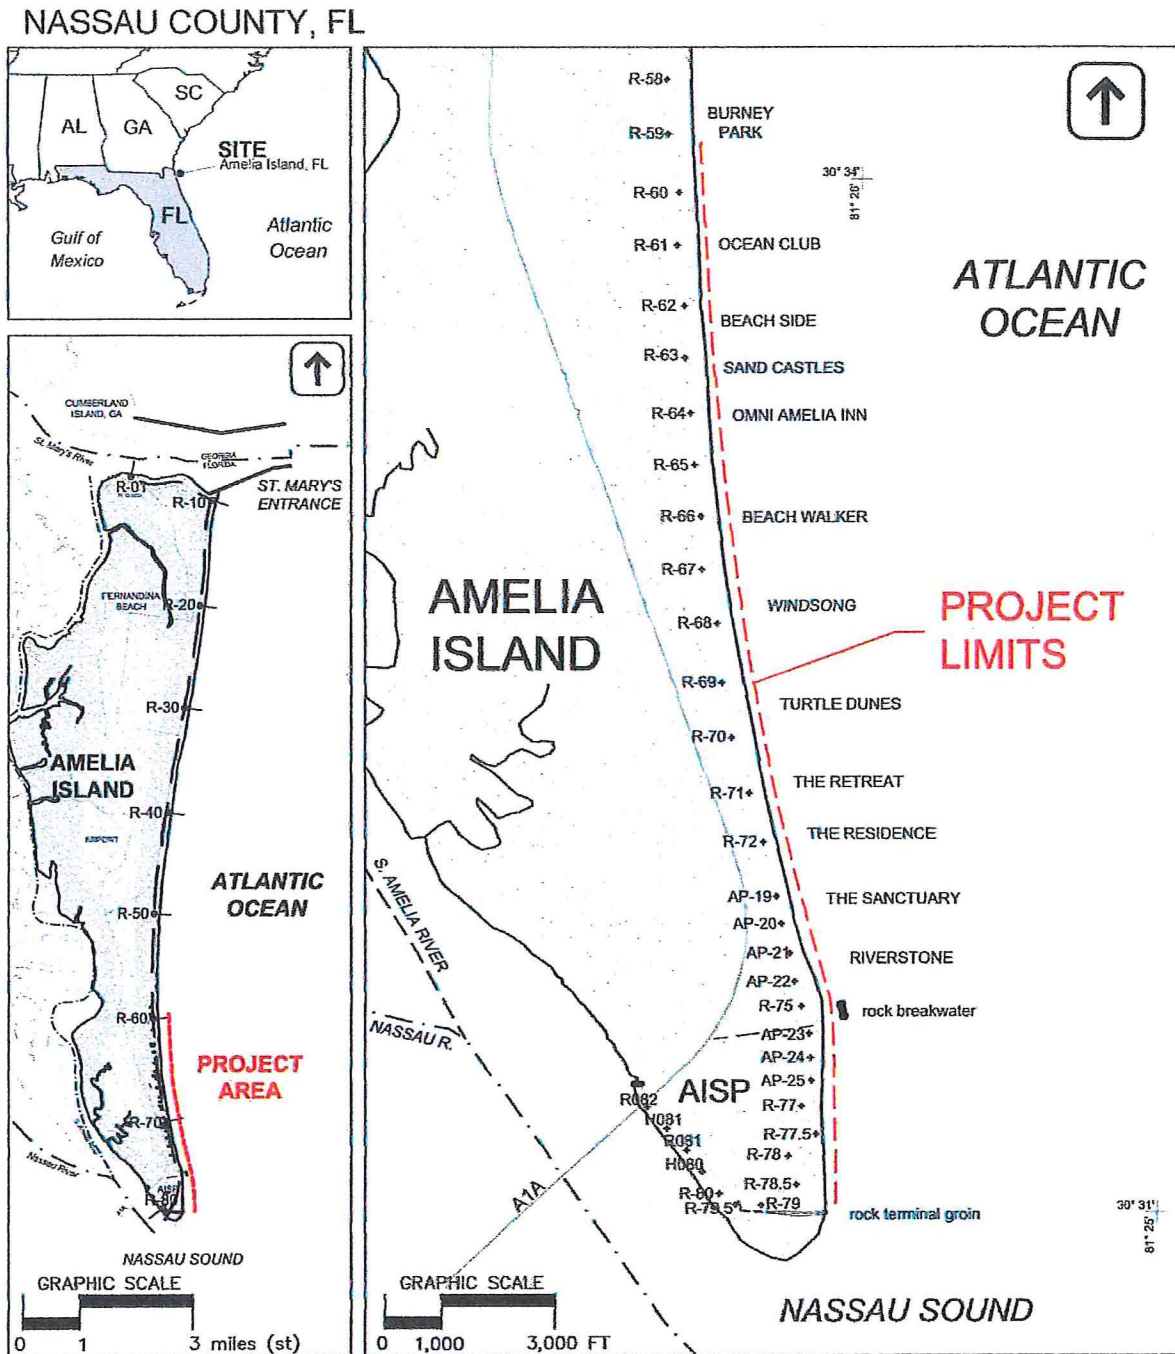 NASSAU COUNTY, FL
SC
AL
GA
SITE
Amelia Island, FL
FL
Gulf of
Mexico
Atlantic
Ocean
CUMBERLAND
ISLAND, GA
St. Mary's River
GEORGIA
FLORIDA
ST. MARY'S
ENTRANCE
R-01
R-10
FERNANDINA
BEACH
R-20
R-30
AMELIA
ISLAND
R-40
AIRPORT
ATLANTIC
OCEAN
R-50
R-60
PROJECT
AREA
R-70
Nassau River
AISP
R-80
A1A
NASSAU SOUND
GRAPHIC SCALE
0 1 3 miles (st)
R-58
BURNEY
PARK
R-59
30° 34'
81° 26'
R-60
R-61
OCEAN CLUB
ATLANTIC
OCEAN
R-62
BEACH SIDE
R-63
SAND CASTLES
R-64
OMNI AMELIA INN
R-65
R-66
BEACH WALKER
R-67
AMELIA
ISLAND
WINDSONG
PROJECT
LIMITS
R-68
R-69
TURTLE DUNES
R-70
THE RETREAT
R-71
THE RESIDENCE
R-72
S. AMELIA RIVER
AP-19
THE SANCTUARY
AP-20
AP-21
RIVERSTONE
AP-22
R-75
rock breakwater
NASSAU R.
AP-23
AP-24
AISP
AP-25
R082
R-77
H081
R-77.5
R081
R-78
H080
R-78.5
R-80
A1A
R-79.5
R-79
rock terminal groin
30° 31'
81° 25'
GRAPHIC SCALE
0 1,000 3,000 FT
NASSAU SOUND